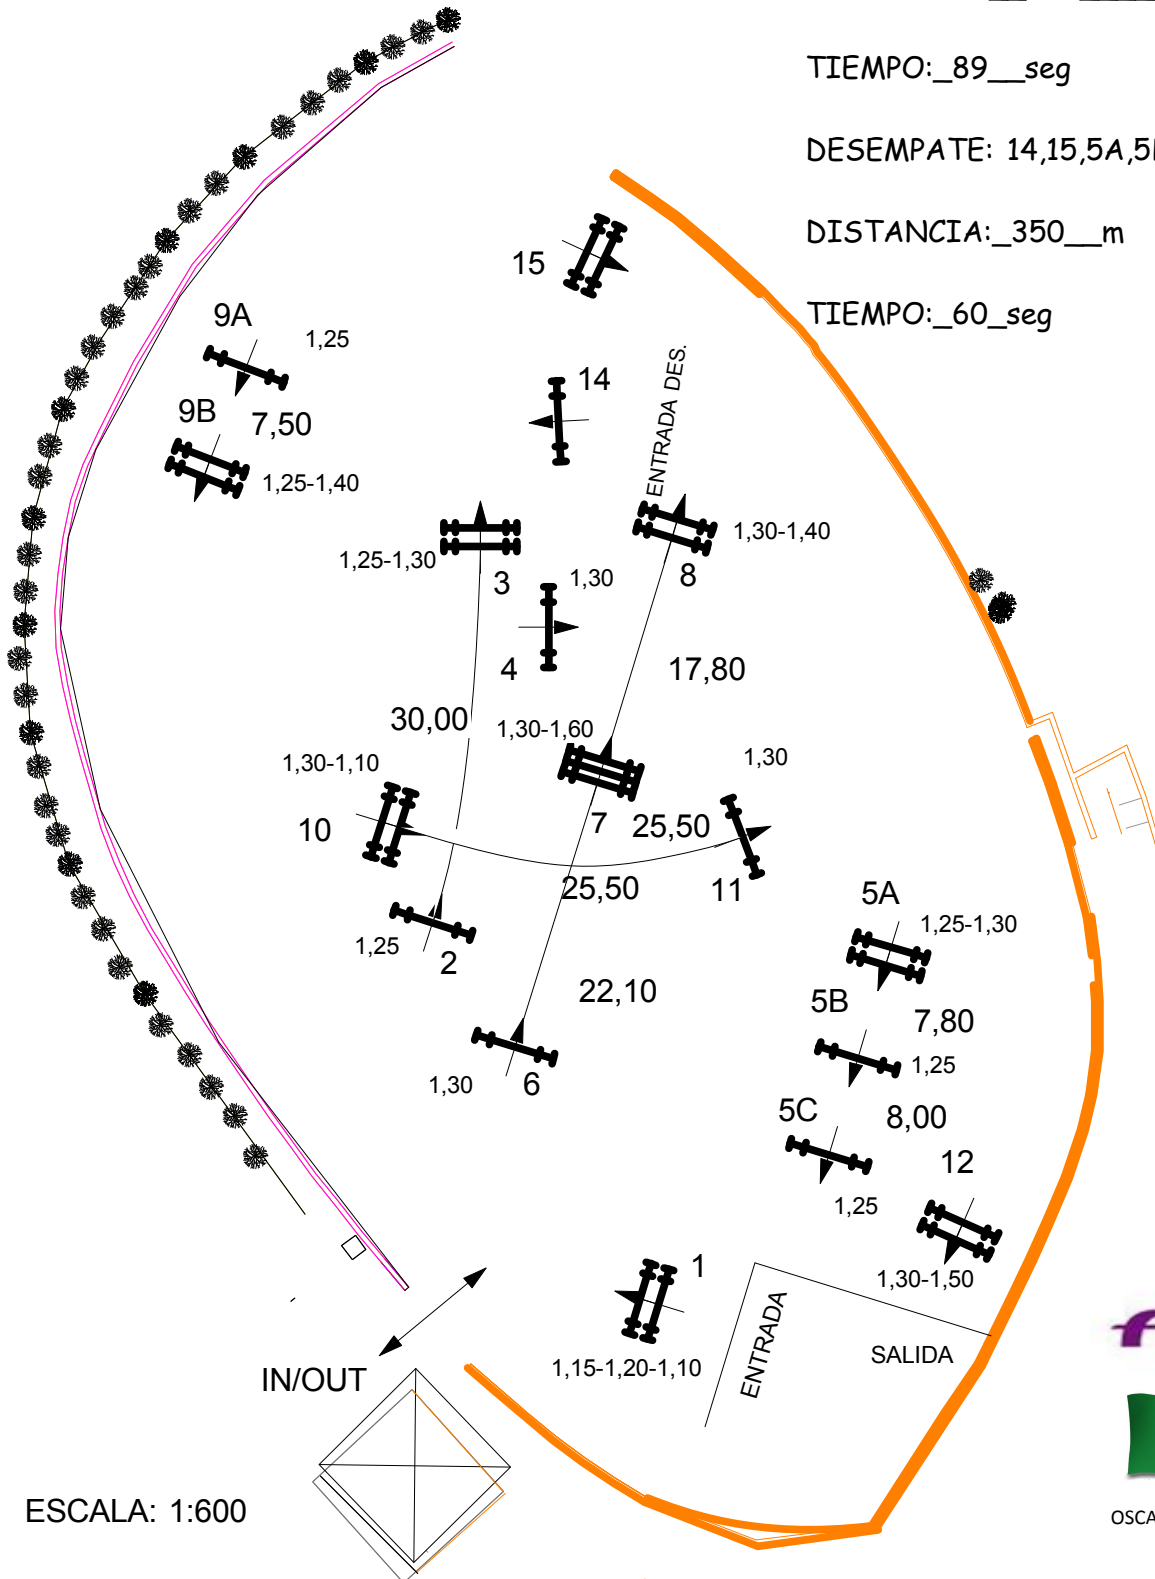 TIEMPO:_89__seg
DESEMPATE: 14,15,5A,5
DISTANCIA:_350__m
TIEMPO:_60_seg
15
9A
1,25
14
ENTRADA DES.
9B
7,50
1,25-1,40
1,30-1,40
1,25-1,30
3
1,30
8
4
17,80
30,00
1,30-1,60
1,30-1,10
1,30
10
7
25,50
25,50
11
5A
1,25
2
1,25-1,30
22,10
5B
7,80
1,30
6
1,25
5C
8,00
12
1,25
1
1,30-1,50
ENTRADA
SALIDA
1,15-1,20-1,10
IN/OUT
ESCALA: 1:600
OSCA